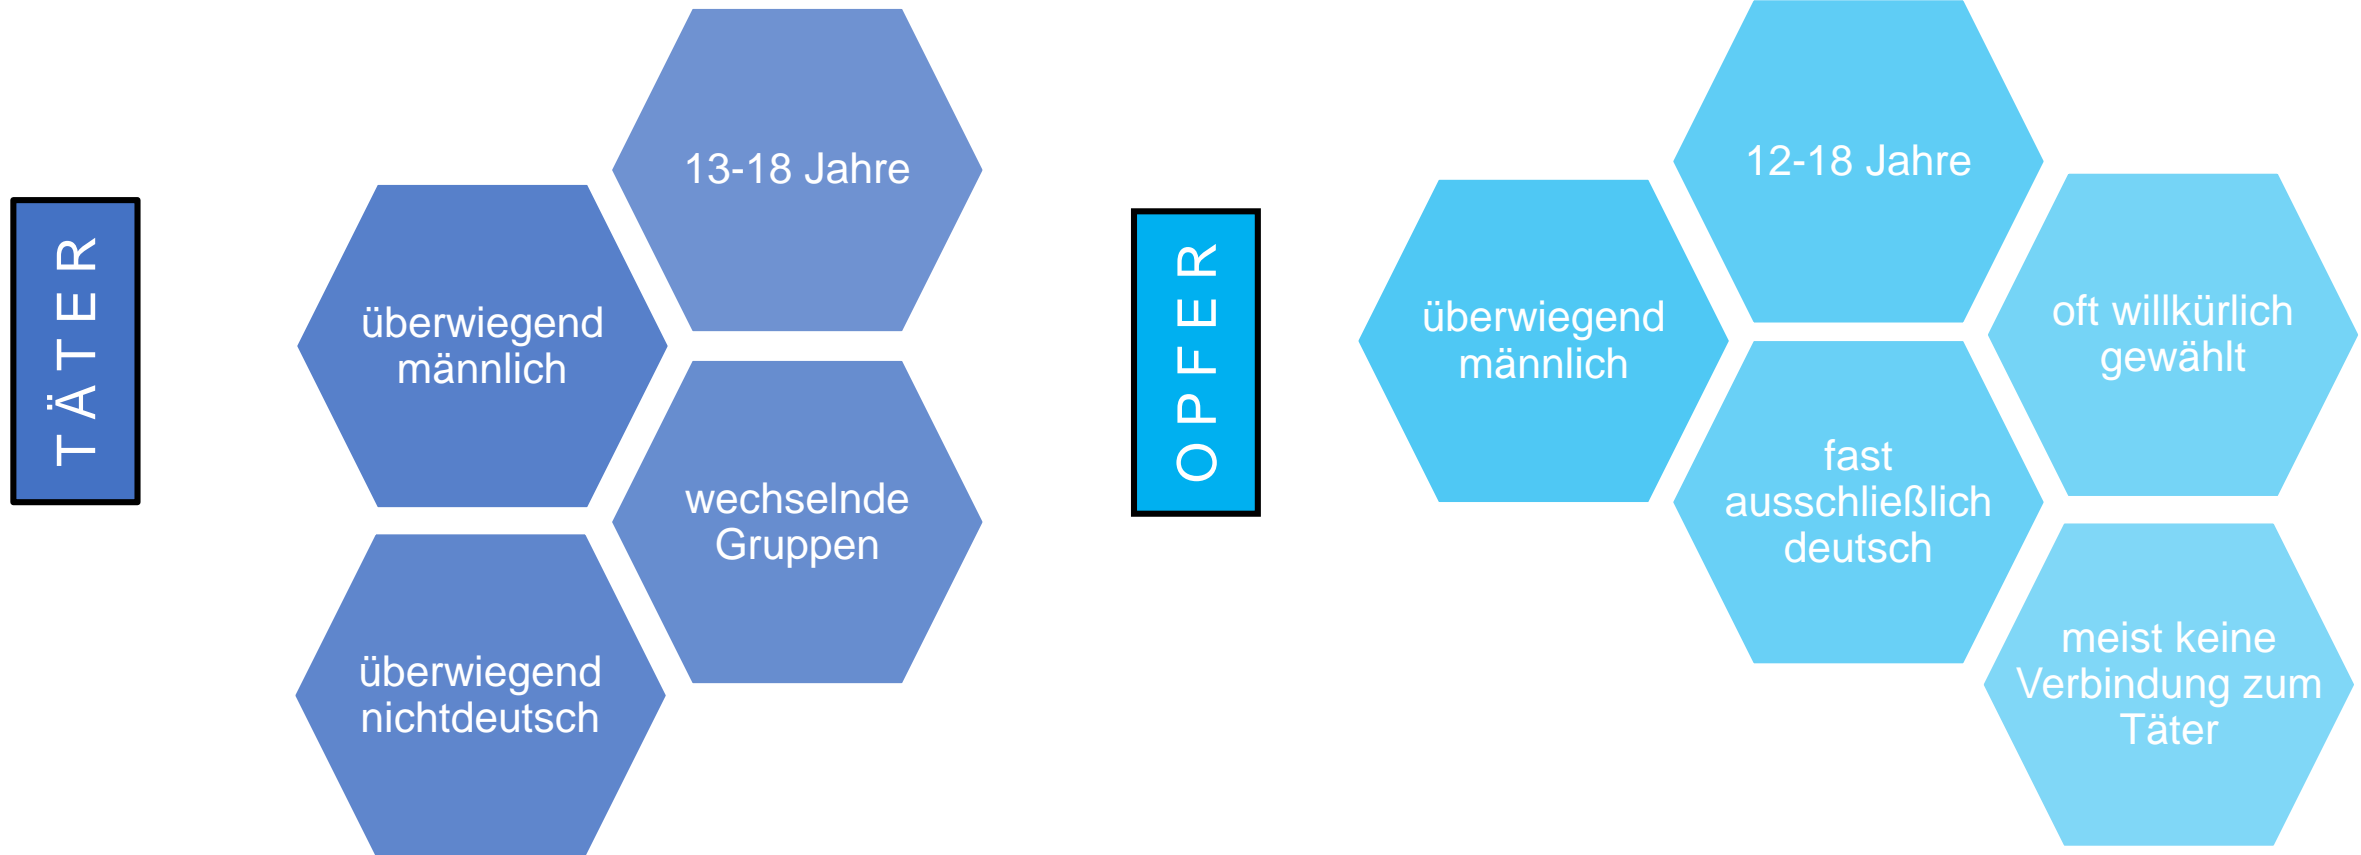 TÄTER
13-18 Jahre
überwiegend
männlich
wechselnde
Gruppen
überwiegend
nichtdeutsch
OPFER
12-18 Jahre
überwiegend
männlich
oft willkürlich
gewählt
fast
ausschließlich
deutsch
meist keine
Verbindung zum
Täter